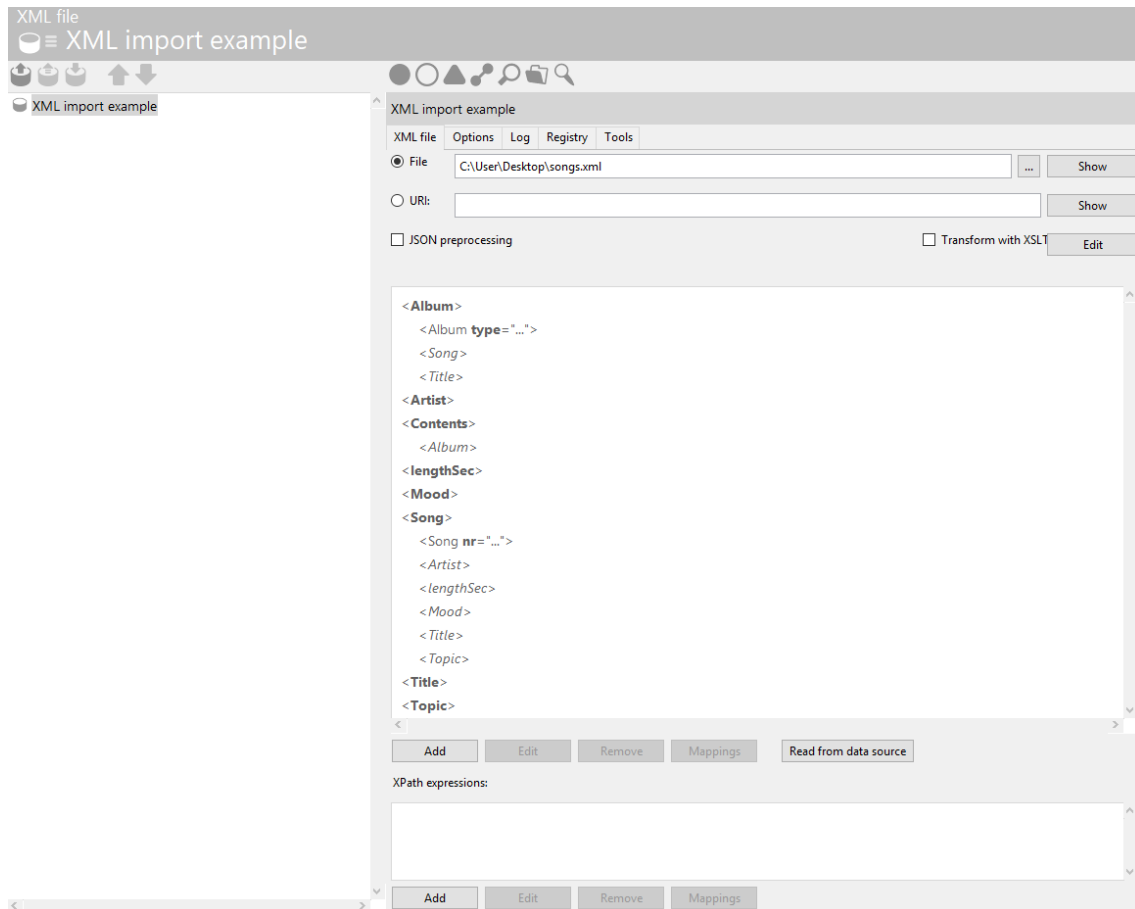 XML file
XML import example
XML import example
XML import example
XML file Options Log Registry Tools
File C:\User\Desktop\songs.xml ... Show
URI: Show
JSON preprocessing Transform with XSLT Edit
<Album>
<Album type="...">
<Song>
<Title>
<Artist>
<Contents>
<Album>
<lengthSec>
<Mood>
<Song>
<Song nr="...">
<Artist>
<lengthSec>
<Mood>
<Title>
<Topic>
<Title>
<Topic>
Add Edit Remove Mappings Read from data source
XPath expressions:
Add Edit Remove Mappings